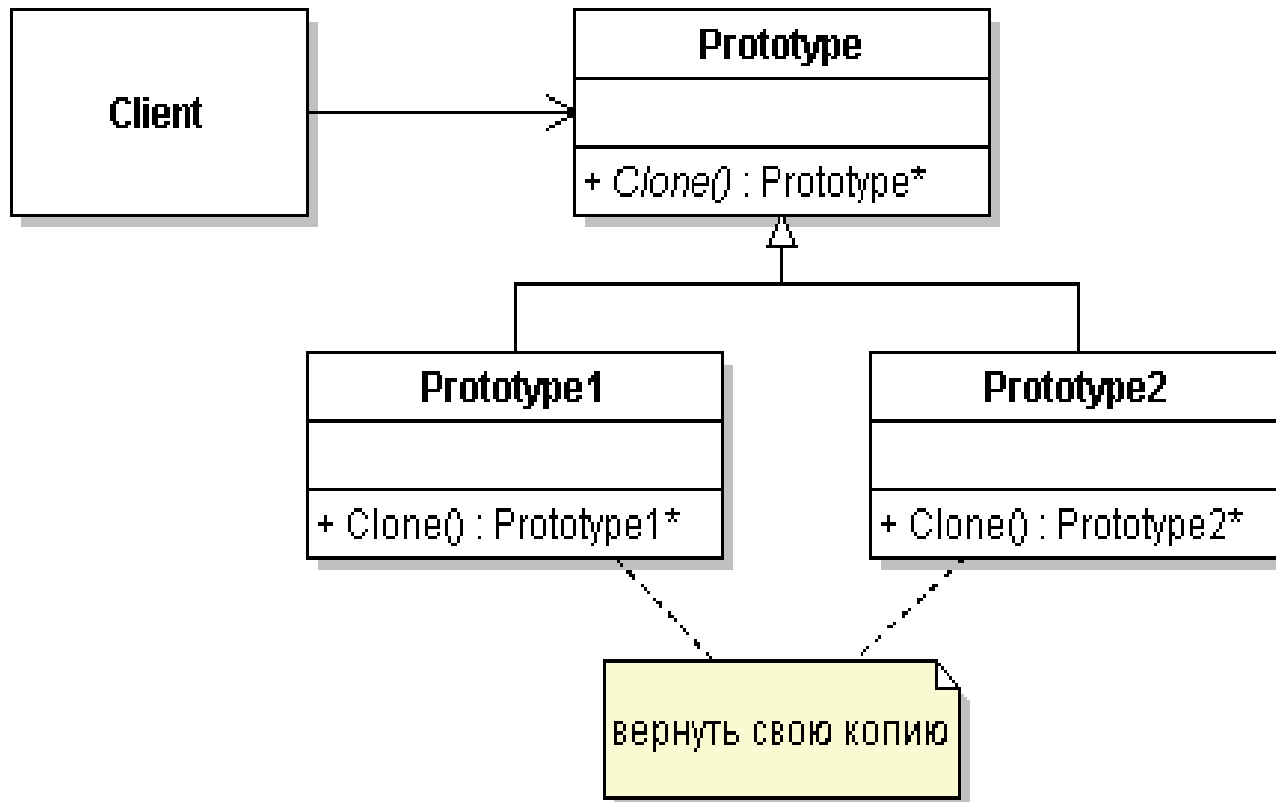 Client
Prototype
+ Clone() : Prototype*
Prototype1
+ Clone() : Prototype1*
Prototype2
+ Clone() : Prototype2*
вернуть свою копию